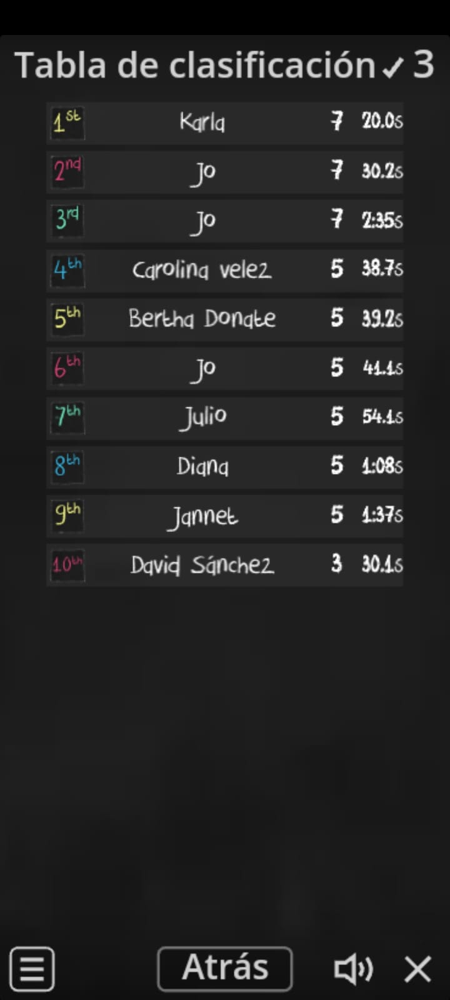 Tabla de clasificación ✓ 3
1st Karla 7 20.0s
2nd Jo 7 30.2s
3rd Jo 7 2:35s
4th Carolina velez 5 38.7s
5th Bertha Donate 5 39.2s
6th Jo 5 41.1s
7th Julio 5 54.1s
8th Diana 5 1:08s
9th Jannet 5 1:37s
10th David Sánchez 3 30.1s
Atrás